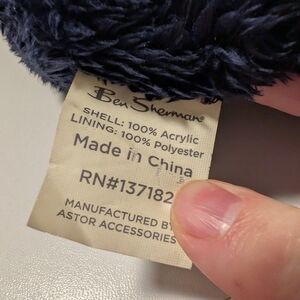 Ben Sherman
SHELL: 100% Acrylic
LINING: 100% Polyester
Made in China
RN#137182
MANUFACTURED BY
ASTOR ACCESSORIES